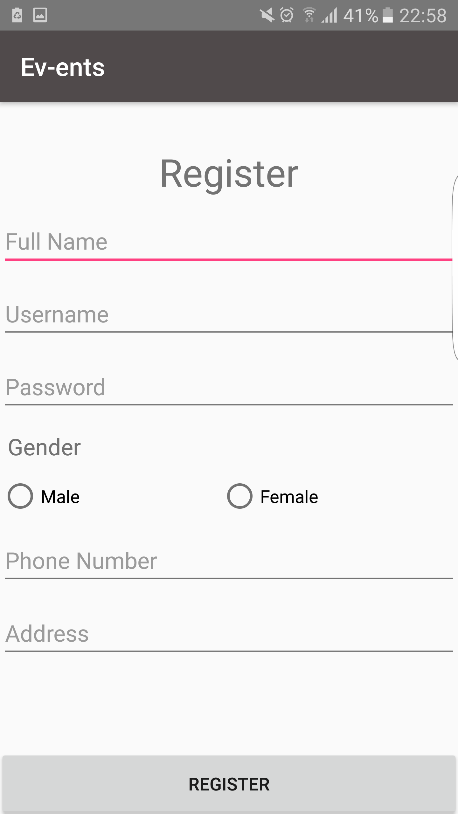 41% 22:58
Ev-ents
Register
Full Name
Username
Password
Gender
Male Female
Phone Number
Address
REGISTER